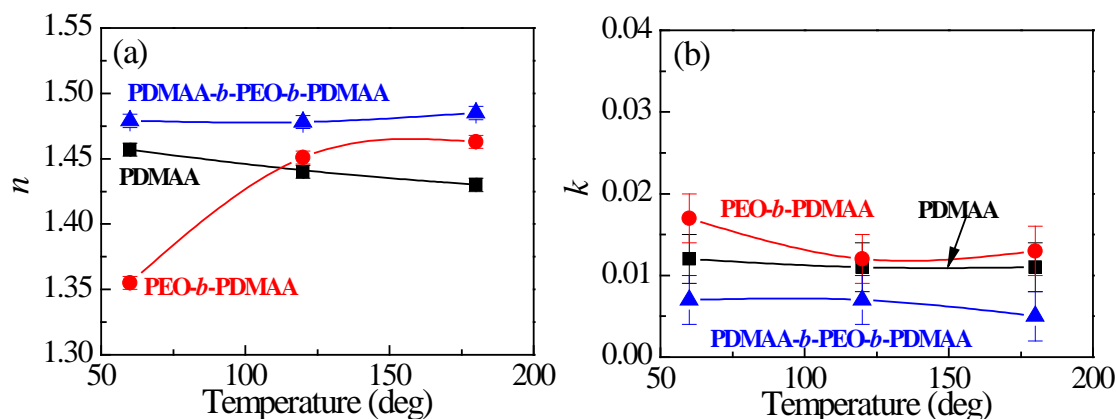 (a)
1.55
1.50
1.45
1.40
1.35
1.30
n
PDMAA-b-PEO-b-PDMAA
PDMAA
PEO-b-PDMAA
50 100 150 200
Temperature (deg)
(b)
0.04
0.03
0.02
0.01
0.00
k
PEO-b-PDMAA
PDMAA
PDMAA-b-PEO-b-PDMAA
50 100 150 200
Temperature (deg)